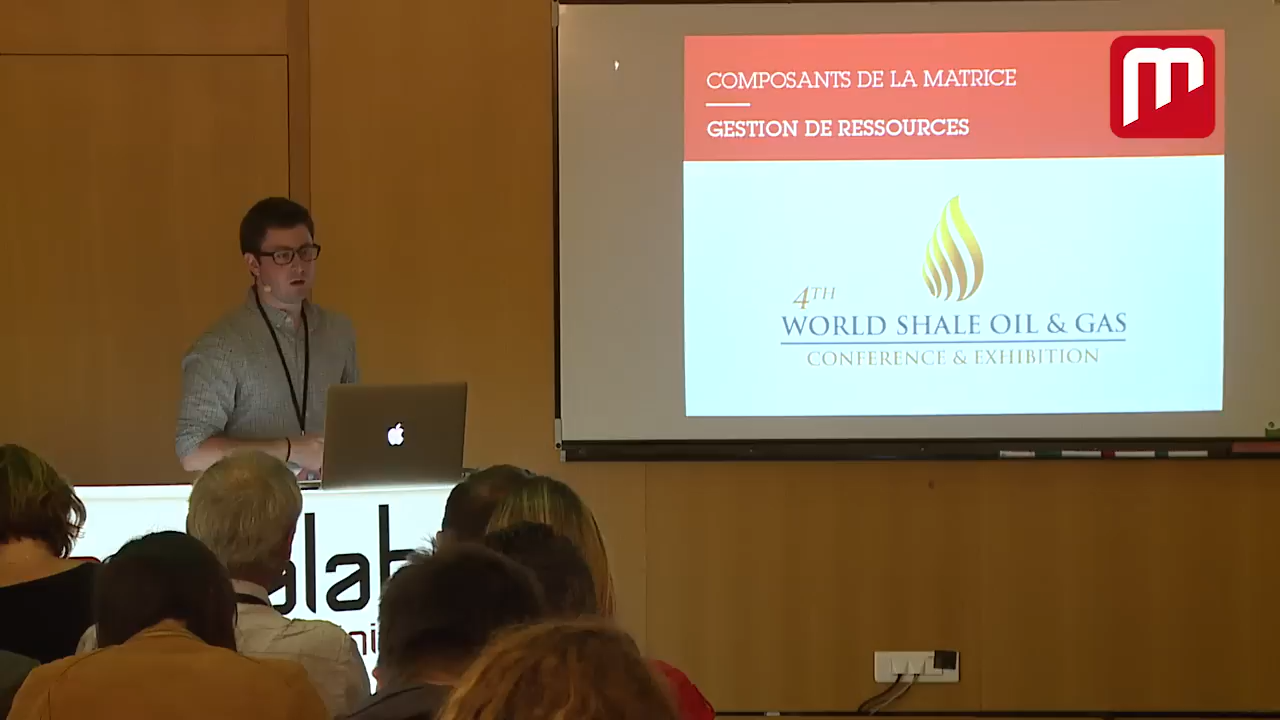 COMPOSANTS DE LA MATRICE
GESTION DE RESSOURCES
4TH
WORLD SHALE OIL & GAS
CONFERENCE & EXHIBITION